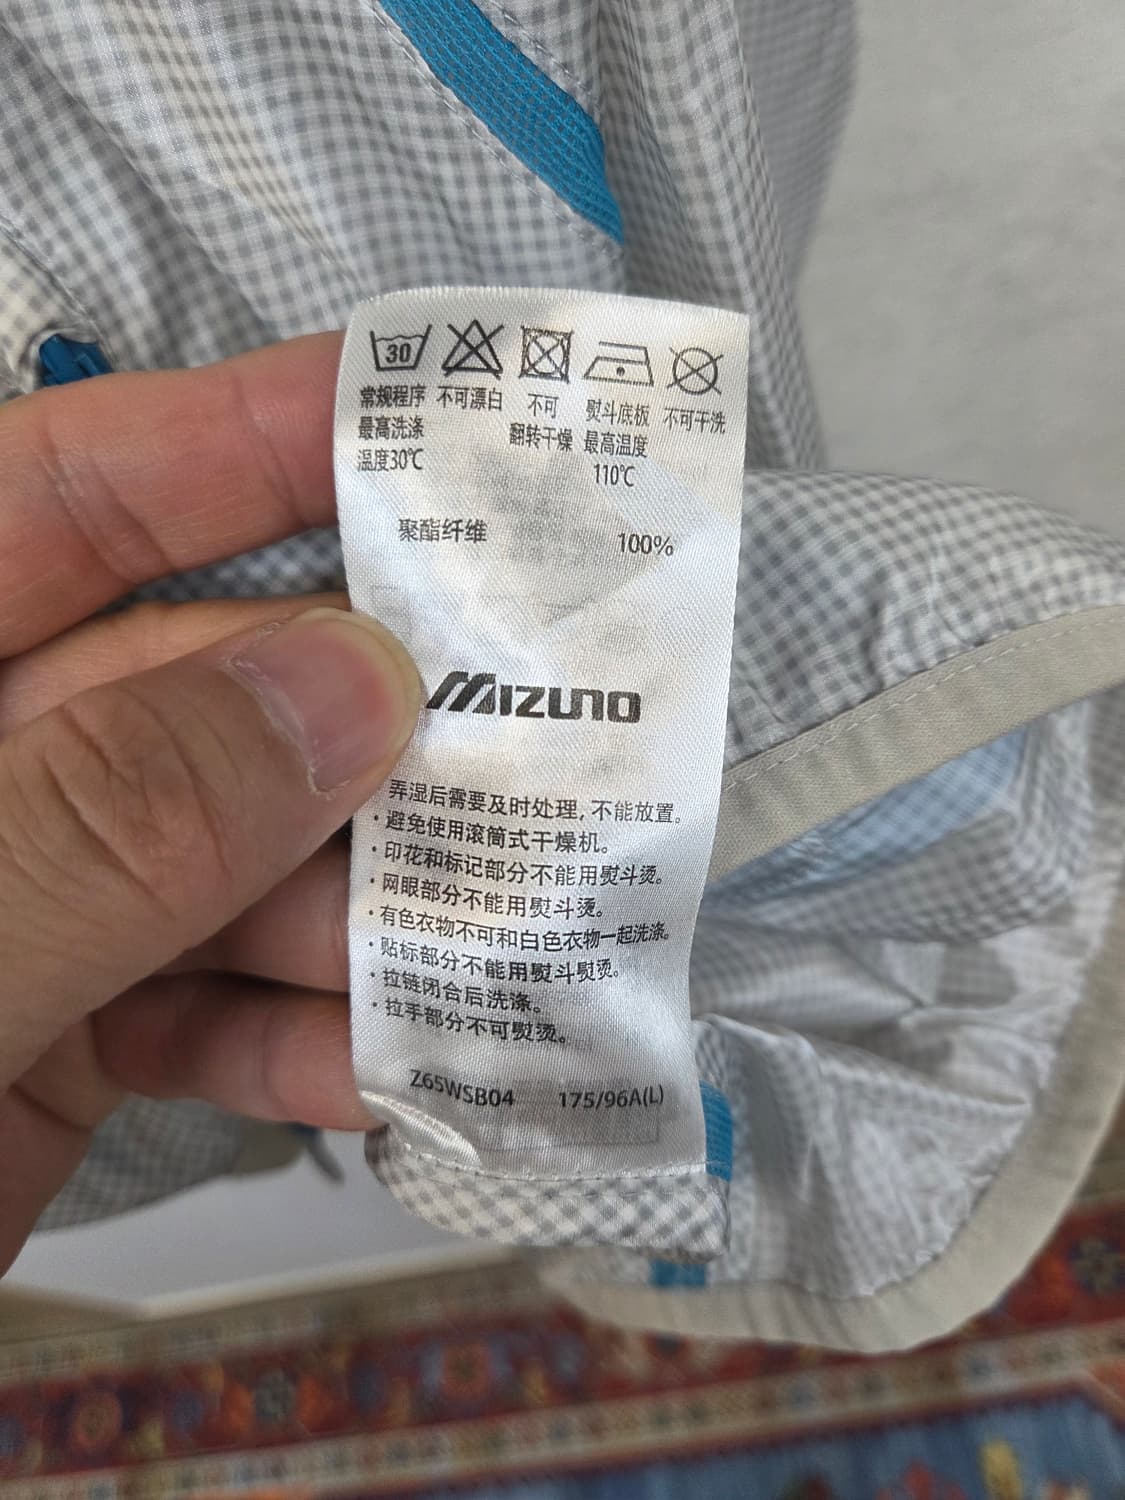 30
常规程序 不可漂白 不可 熨斗底板 不可干洗
最高洗涤 翻转干燥 最高温度
温度30℃ 110℃
聚酯纤维 100%
MIZUNO
弄湿后需要及时处理,不能放置。
·避免使用滚筒式干燥机。
·印花和标记部分不能用熨斗烫。
·网眼部分不能用熨斗烫。
·有色衣物不可和白色衣物一起洗涤。
·贴标部分不能用熨斗熨烫。
·拉链闭合后洗涤。
·拉手部分不可熨烫。
Z65WSB04 175/96A(L)